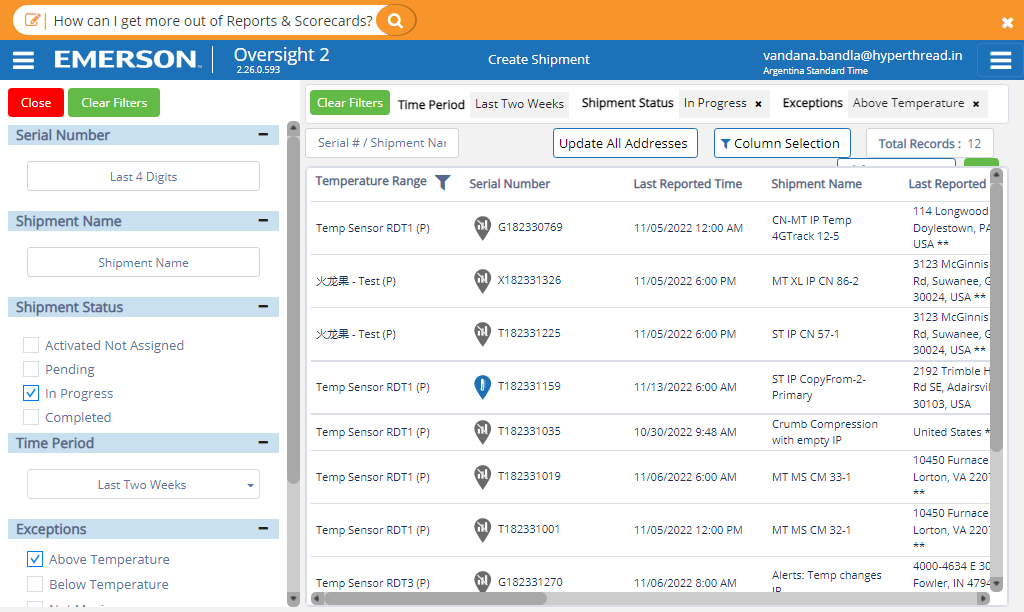 How can I get more out of Reports & Scorecards?
EMERSON
Oversight 2
2.26.0.593
Create Shipment
vandana.bandla@hyperthread.in
Argentina Standard Time
Close
Clear Filters
Serial Number
Last 4 Digits
Shipment Name
Shipment Name
Shipment Status
Activated Not Assigned
Pending
In Progress
Completed
Time Period
Last Two Weeks
Exceptions
Above Temperature
Below Temperature
Clear Filters
Time Period
Last Two Weeks
Shipment Status
In Progress ×
Exceptions
Above Temperature ×
Serial # / Shipment Nar
Update All Addresses
Column Selection
Total Records : 12
Temperature Range
Serial Number
Last Reported Time
Shipment Name
Last Reported
Temp Sensor RDT1 (P)
G182330769
11/05/2022 12:00 AM
CN-MT IP Temp
4GTrack 12-5
114 Longwood
Doylestown, PA
USA **
火龙果 - Test (P)
X182331326
11/05/2022 6:00 PM
MT XL IP CN 86-2
3123 McGinnis
Rd, Suwanee, G
30024, USA **
火龙果 - Test (P)
T182331225
11/05/2022 6:00 PM
ST IP CN 57-1
3123 McGinnis
Rd, Suwanee, G
30024, USA **
Temp Sensor RDT1 (P)
T182331159
11/13/2022 6:00 AM
ST IP CopyFrom-2-
Primary
2192 Trimble H
Rd SE, Adairsvil
30103, USA
Temp Sensor RDT1 (P)
T182331035
10/30/2022 9:48 AM
Crumb Compression
with empty IP
United States *
Temp Sensor RDT1 (P)
T182331019
11/06/2022 6:00 AM
MT MS CM 33-1
10450 Furnace
Lorton, VA 2207
**
Temp Sensor RDT1 (P)
T182331001
11/05/2022 12:00 PM
MT MS CM 32-1
10450 Furnace
Lorton, VA 2207
**
Temp Sensor RDT3 (P)
G182331270
11/06/2022 8:00 AM
Alerts: Temp changes
IP
4000-4634 E 30
Fowler, IN 4794